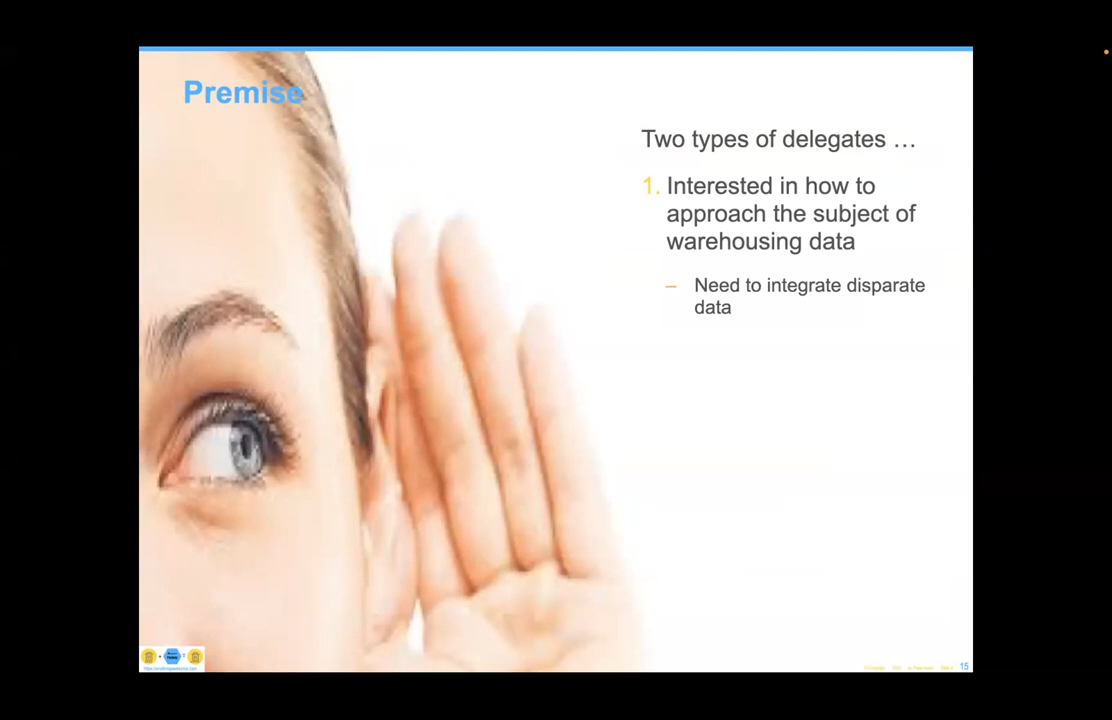 Premise
Two types of delegates …
1. Interested in how to
approach the subject of
warehousing data
– Need to integrate disparate
data
15